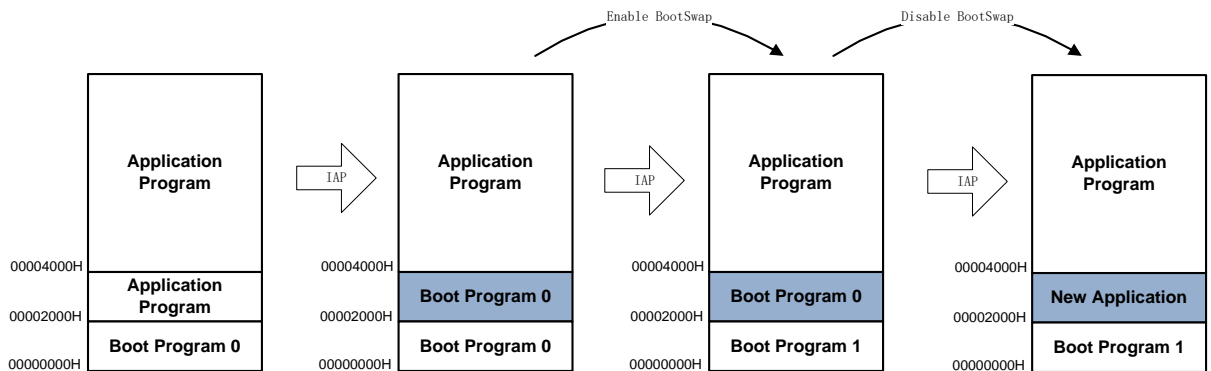 Enable BootSwap
Disable BootSwap
Application
Program
IAP
Application
Program
IAP
Application
Program
IAP
Application
Program
00004000H
Application
Program
00002000H
Boot Program 0
00000000H
00004000H
Boot Program 0
00002000H
Boot Program 0
00000000H
00004000H
Boot Program 0
00002000H
Boot Program 1
00000000H
00004000H
New Application
00002000H
Boot Program 1
00000000H